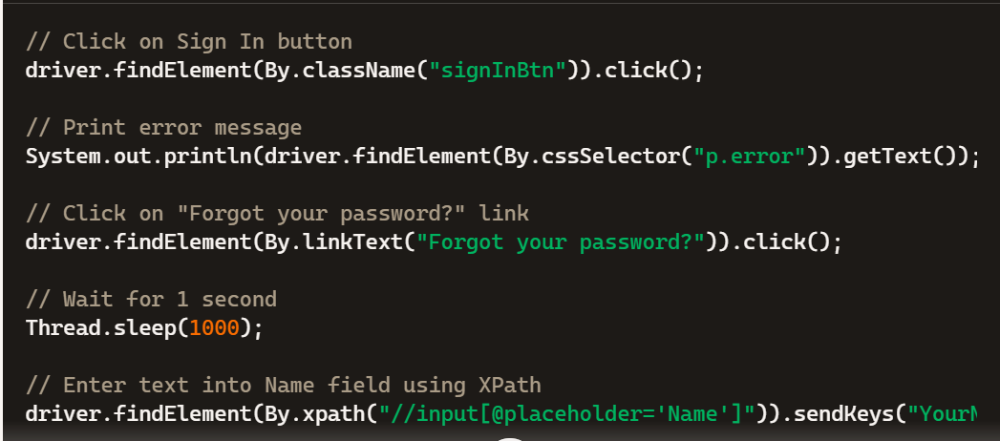 // Click on Sign In button
driver.findElement(By.className("signInBtn")).click();
// Print error message
System.out.println(driver.findElement(By.cssSelector("p.error")).getText());
// Click on "Forgot your password?" link
driver.findElement(By.linkText("Forgot your password?")).click();
// Wait for 1 second
Thread.sleep(1000);
// Enter text into Name field using XPath
driver.findElement(By.xpath("//input[@placeholder='Name']")).sendKeys("Your